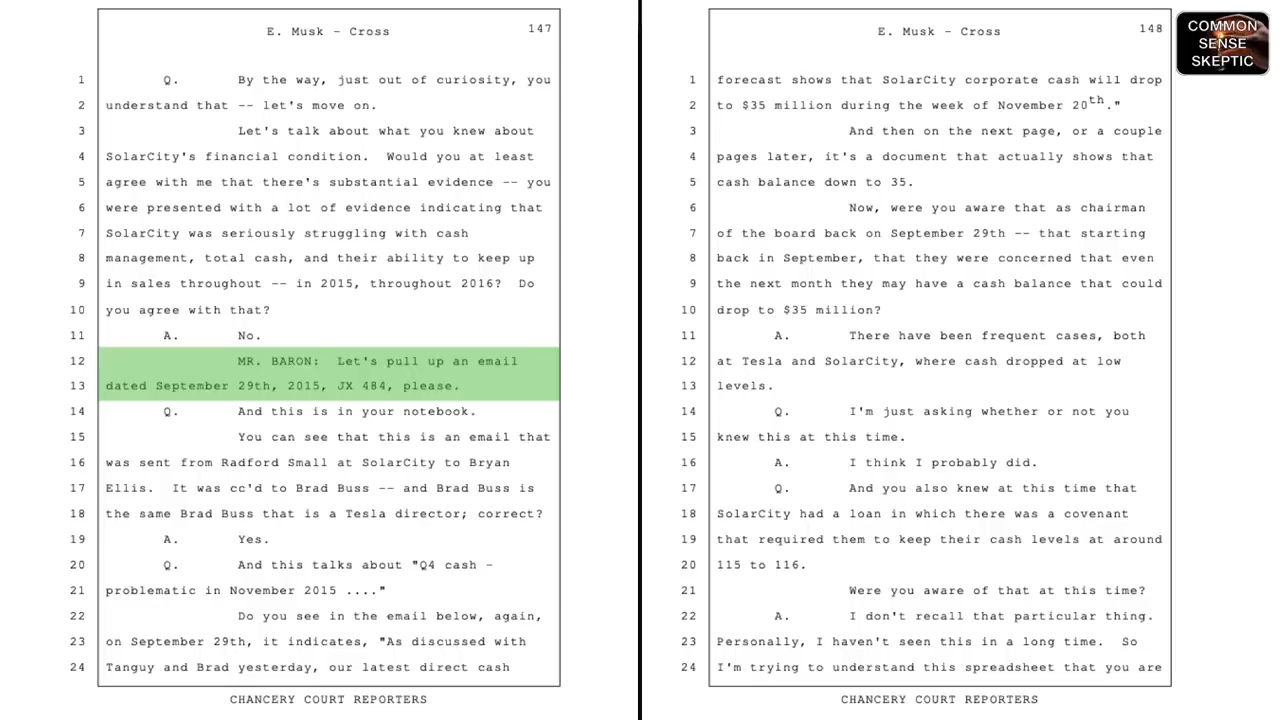 E. Musk - Cross 147
1 Q. By the way, just out of curiosity, you
2 understand that -- let's move on.
3 Let's talk about what you knew about
4 SolarCity's financial condition. Would you at least
5 agree with me that there's substantial evidence -- you
6 were presented with a lot of evidence indicating that
7 SolarCity was seriously struggling with cash
8 management, total cash, and their ability to keep up
9 in sales throughout -- in 2015, throughout 2016? Do
10 you agree with that?
11 A. No.
12 MR. BARON: Let's pull up an email
13 dated September 29th, 2015, JX 484, please.
14 Q. And this is in your notebook.
15 You can see that this is an email that
16 was sent from Radford Small at SolarCity to Bryan
17 Ellis. It was cc'd to Brad Buss -- and Brad Buss is
18 the same Brad Buss that is a Tesla director; correct?
19 A. Yes.
20 Q. And this talks about "Q4 cash -
21 problematic in November 2015 ...."
22 Do you see in the email below, again,
23 on September 29th, it indicates, "As discussed with
24 Tanguy and Brad yesterday, our latest direct cash
CHANCERY COURT REPORTERS
E. Musk - Cross 148
1 forecast shows that SolarCity corporate cash will drop
2 to $35 million during the week of November 20th."
3 And then on the next page, or a couple
4 pages later, it's a document that actually shows that
5 cash balance down to 35.
6 Now, were you aware that as chairman
7 of the board back on September 29th -- that starting
8 back in September, that they were concerned that even
9 the next month they may have a cash balance that could
10 drop to $35 million?
11 A. There have been frequent cases, both
12 at Tesla and SolarCity, where cash dropped at low
13 levels.
14 Q. I'm just asking whether or not you
15 knew this at this time.
16 A. I think I probably did.
17 Q. And you also knew at this time that
18 SolarCity had a loan in which there was a covenant
19 that required them to keep their cash levels at around
20 115 to 116.
21 Were you aware of that at this time?
22 A. I don't recall that particular thing.
23 Personally, I haven't seen this in a long time. So
24 I'm trying to understand this spreadsheet that you are
CHANCERY COURT REPORTERS
COMMON
SENSE
SKEPTIC